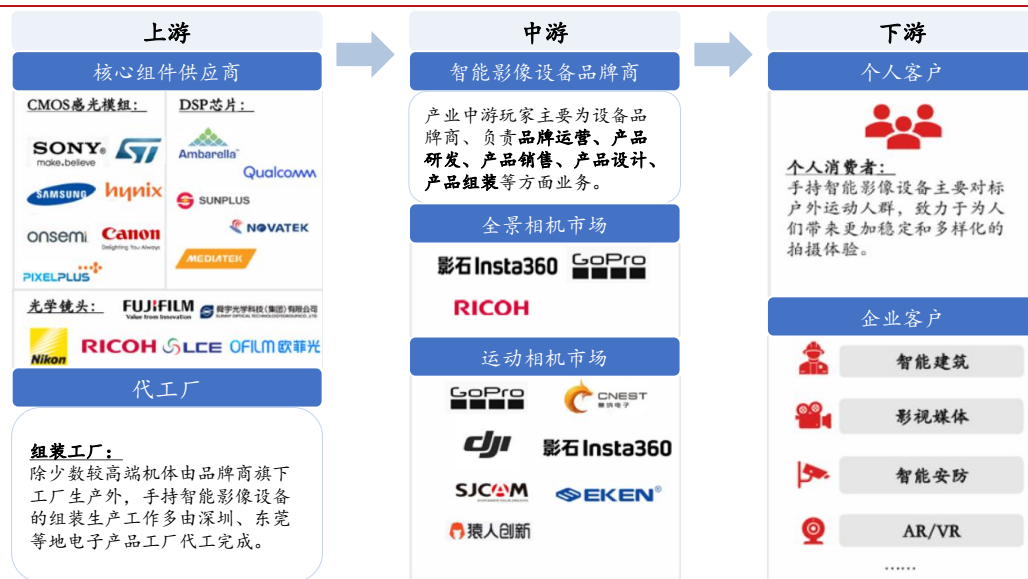 上游
核心组件供应商
CMOS感光模组：
DSP芯片：
SONY
make.believe
ST
SAMSUNG
hynix
onsemi
Canon
Delighting You Always
PIXELPLUS
Ambarella
Qualcomm
SUNPLUS
NOVATEK
MEDIATEK
光学镜头：
FUJIFILM
Value from Innovation
舜宇光学科技(集团)有限公司
SUNNY OPTICAL TECHNOLOGY(GROUP)CO.,LTD
Nikon
RICOH
LCE
OFILM欧菲光
代工厂
组装工厂：
除少数较高端机体由品牌商旗下
工厂生产外，手持智能影像设备
的组装生产工作多由深圳、东莞
等地电子产品工厂代工完成。
中游
智能影像设备品牌商
产业中游玩家主要为设备品
牌商、负责品牌运营、产品
研发、产品销售、产品设计、
产品组装等方面业务。
全景相机市场
影石Insta360
GoPro
RICOH
运动相机市场
GoPro
CNEST
dji
影石Insta360
SJCAM
EKEN®
猿人创新
下游
个人客户
个人消费者：
手持智能影像设备主要对标
户外运动人群，致力于为人
们带来更加稳定和多样化的
拍摄体验。
企业客户
智能建筑
影视媒体
智能安防
AR/VR
……